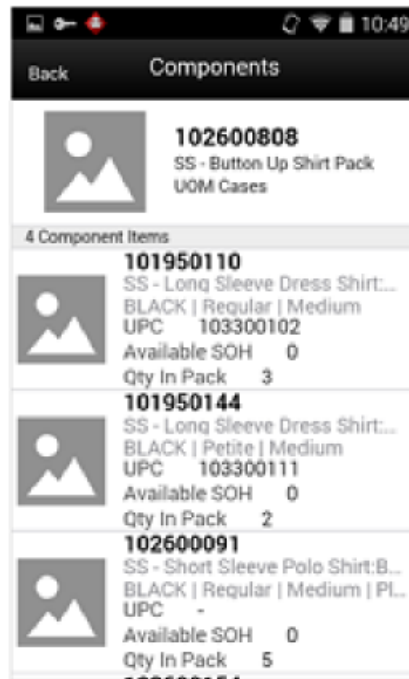 10:49
Back Components
102600808
SS - Button Up Shirt Pack
UOM Cases
4 Component Items
101950110
SS - Long Sleeve Dress Shirt:...
BLACK | Regular | Medium
UPC 103300102
Available SOH 0
Qty In Pack 3
101950144
SS - Long Sleeve Dress Shirt:...
BLACK | Petite | Medium
UPC 103300111
Available SOH 0
Qty In Pack 2
102600091
SS - Short Sleeve Polo Shirt:B...
BLACK | Regular | Medium | Pl...
UPC -
Available SOH 0
Qty In Pack 5